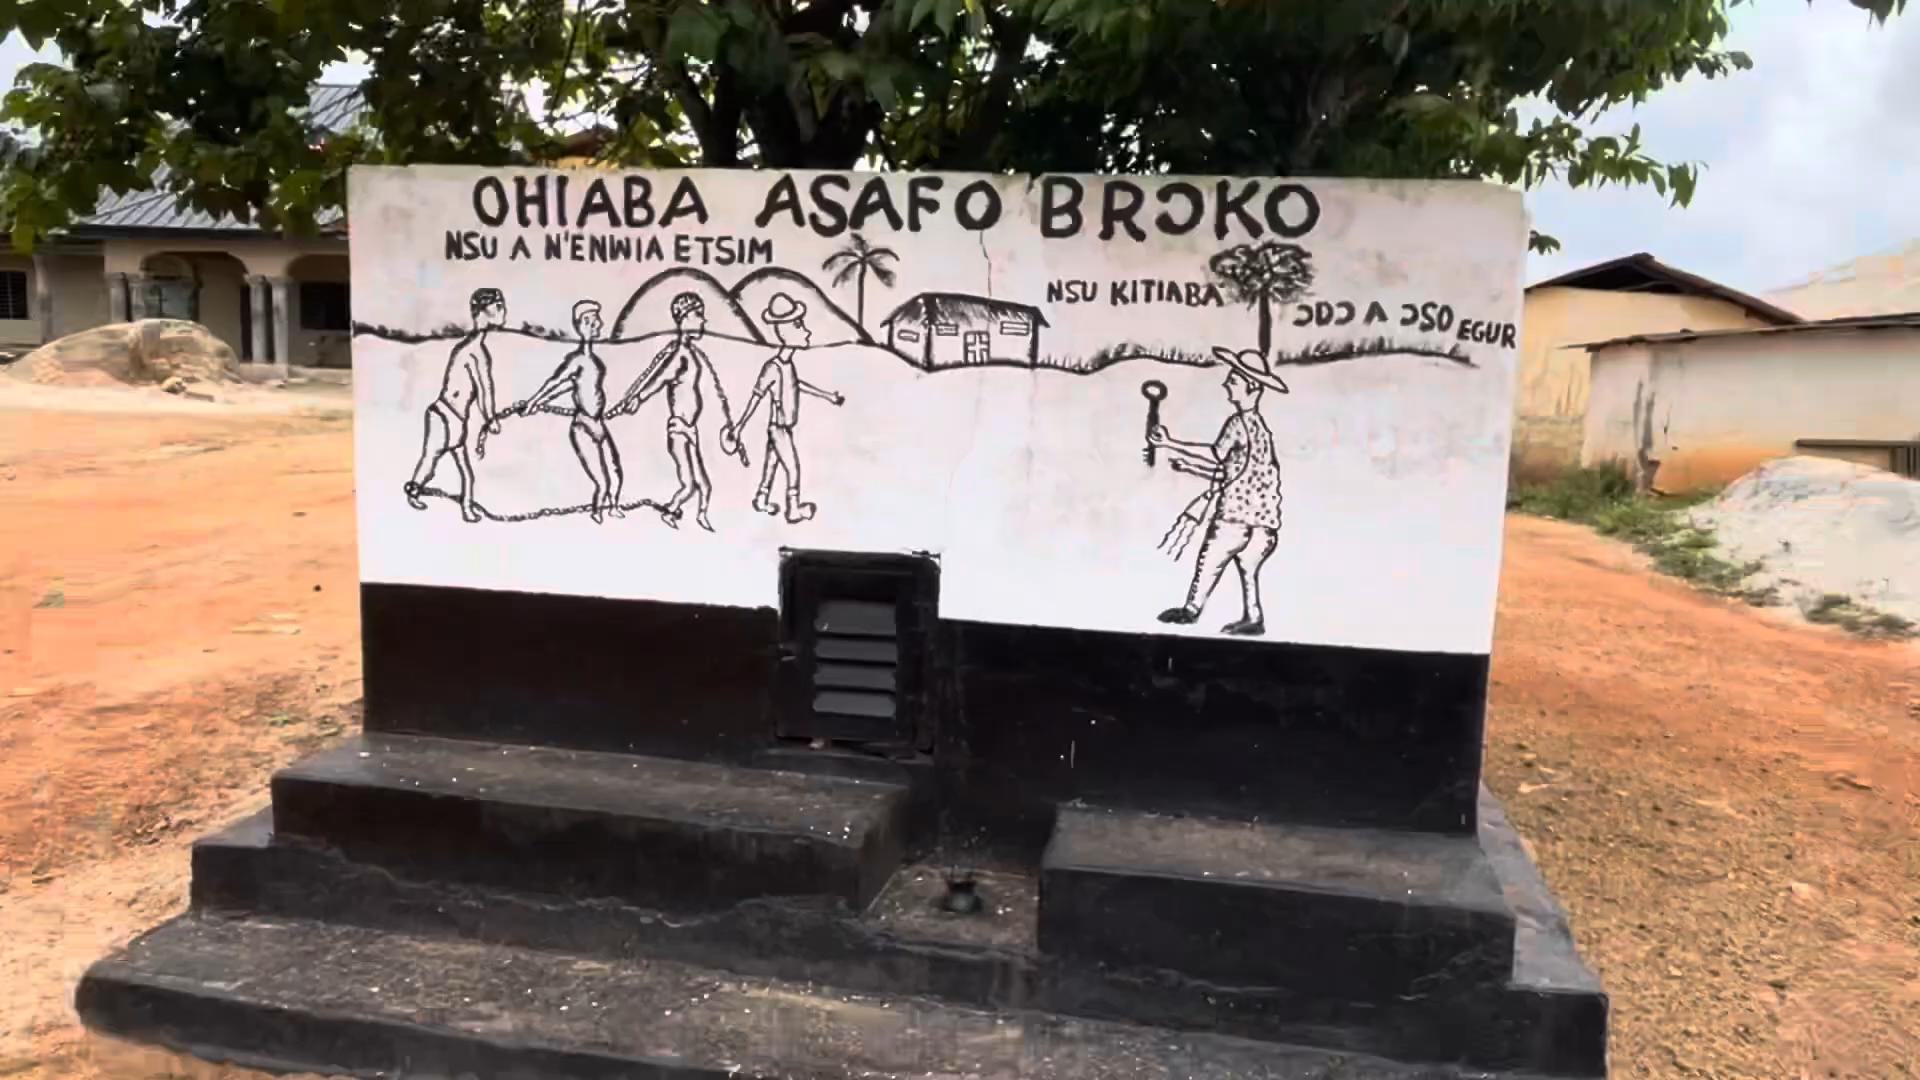 OHIABA ASAFO BRƆKO
NSU A N'ENWIA ETSIM
NSU KITIABA
ƆDƆ A ƆSO EGUR